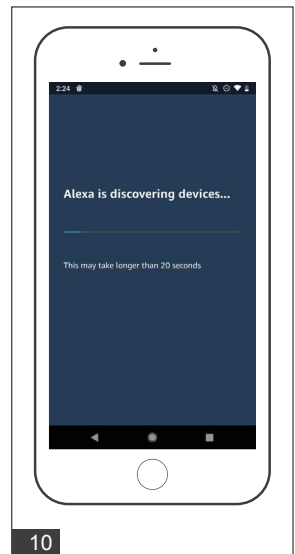 2:24
Alexa is discovering devices...
This may take longer than 20 seconds
10